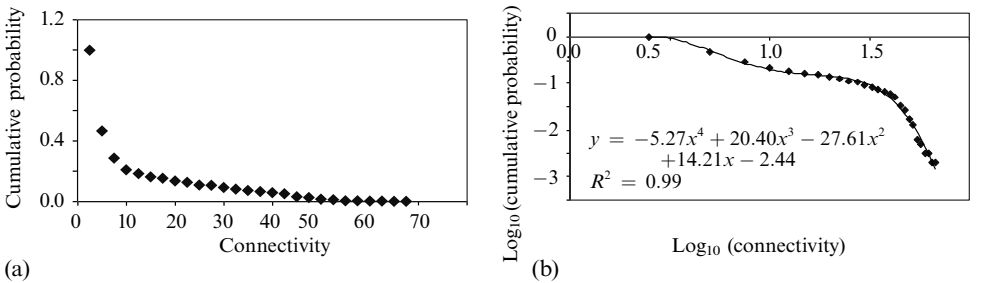 1.2
0.8
0.4
0.0
0
10
20
30
40
50
60
70
Cumulative probability
Connectivity
(a)
0
−1
−2
−3
0.0
0.5
1.0
1.5
Log₁₀ (cumulative probability)
y = −5.27x⁴ + 20.40x³ − 27.61x²
+14.21x − 2.44
R² = 0.99
Log₁₀ (connectivity)
(b)